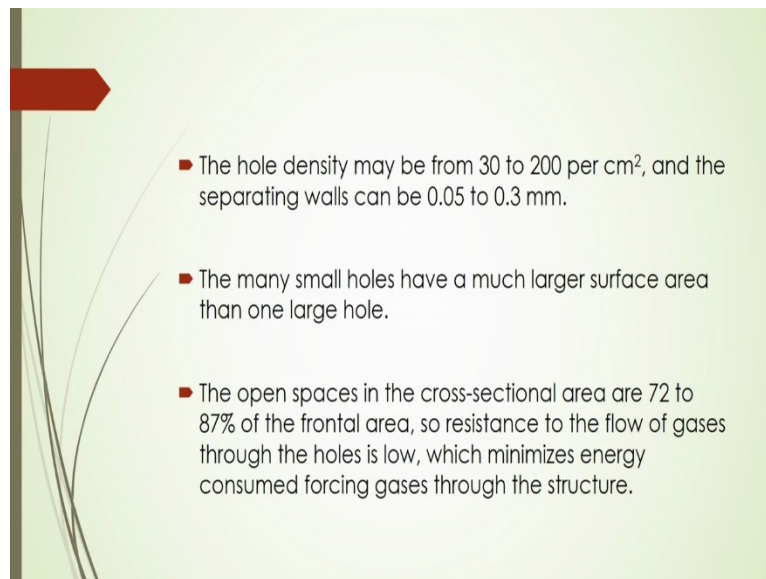 The hole density may be from 30 to 200 per cm², and the
separating walls can be 0.05 to 0.3 mm.
The many small holes have a much larger surface area
than one large hole.
The open spaces in the cross-sectional area are 72 to
87% of the frontal area, so resistance to the flow of gases
through the holes is low, which minimizes energy
consumed forcing gases through the structure.